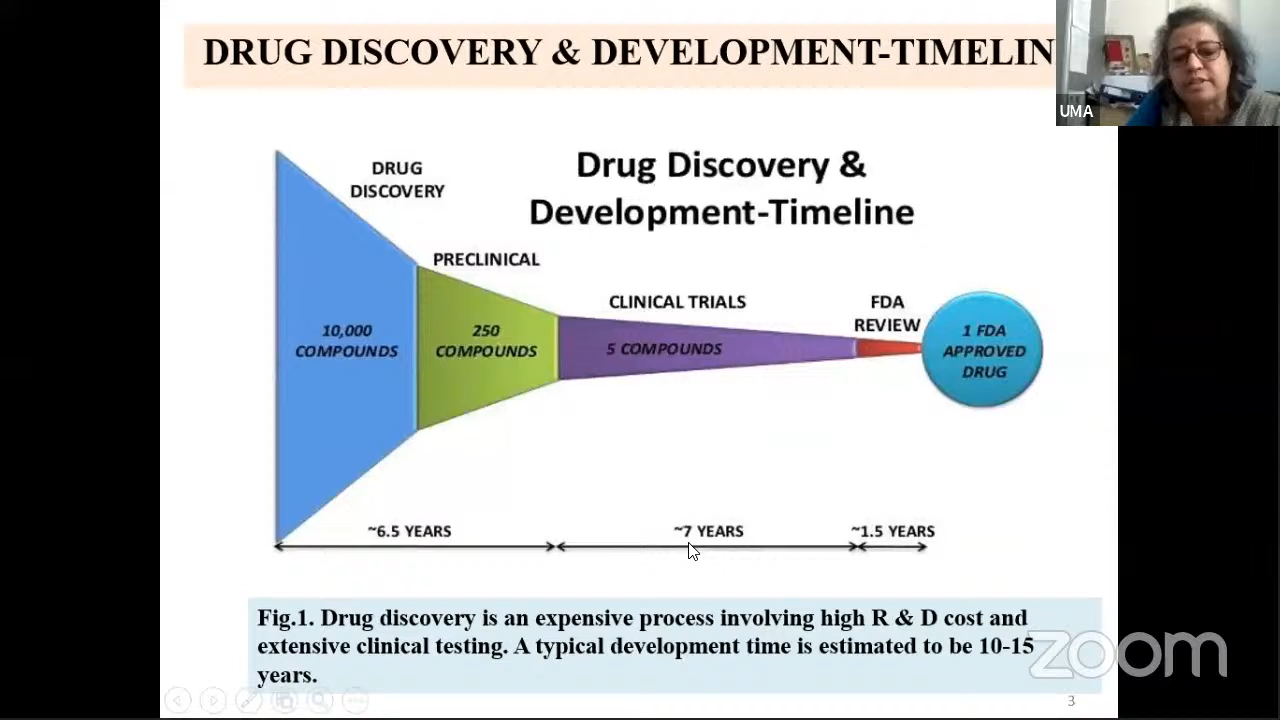 DRUG DISCOVERY & DEVELOPMENT-TIMELIN
UMA
Drug Discovery &
Development-Timeline
DRUG
DISCOVERY
PRECLINICAL
CLINICAL TRIALS
FDA
REVIEW
10,000
COMPOUNDS
250
COMPOUNDS
5 COMPOUNDS
1 FDA
APPROVED
DRUG
~6.5 YEARS
~7 YEARS
~1.5 YEARS
Fig.1. Drug discovery is an expensive process involving high R & D cost and
extensive clinical testing. A typical development time is estimated to be 10-15
years.
zoom
3